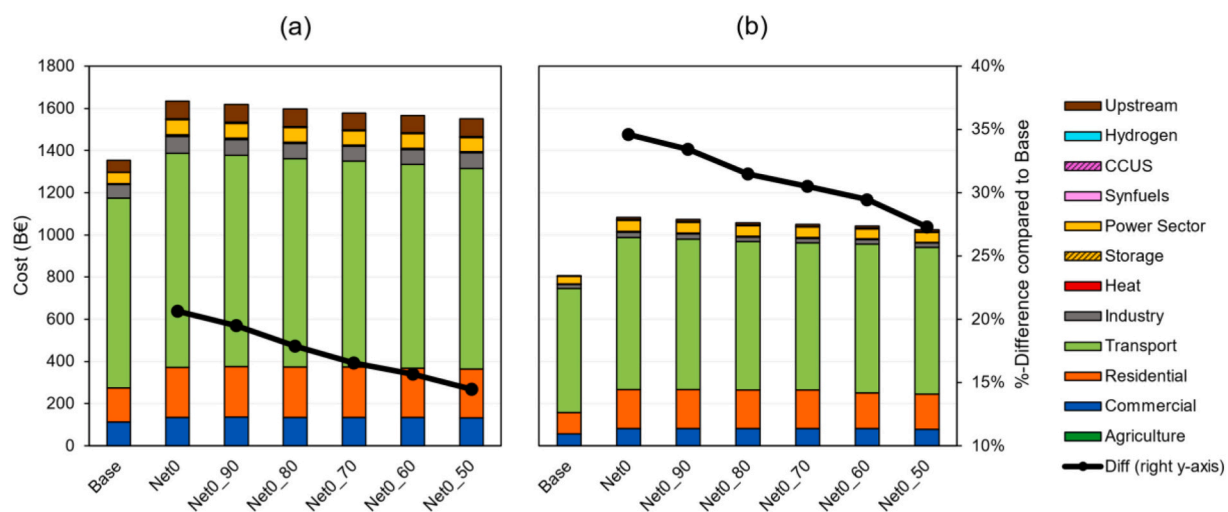 (a)
(b)
Cost (B€)
1800
1600
1400
1200
1000
800
600
400
200
0
Base
Net0
Net0_90
Net0_80
Net0_70
Net0_60
Net0_50
Base
Net0
Net0_90
Net0_80
Net0_70
Net0_60
Net0_50
40%
35%
30%
25%
20%
15%
10%
%-Difference compared to Base
Upstream
Hydrogen
CCUS
Synfuels
Power Sector
Storage
Heat
Industry
Transport
Residential
Commercial
Agriculture
Diff (right y-axis)